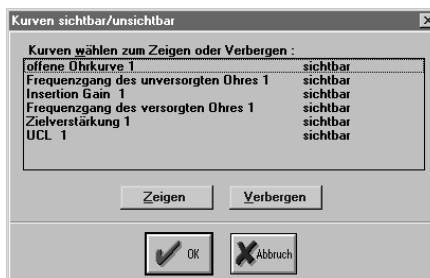 Kurven sichtbar/unsichtbar
Kurven wählen zum Zeigen oder Verbergen :
offene Ohrkurve 1 sichtbar
Frequenzgang des unversorgten Ohres 1 sichtbar
Insertion Gain 1 sichtbar
Frequenzgang des versorgten Ohres 1 sichtbar
Zielverstärkung 1 sichtbar
UCL 1 sichtbar
Zeigen Verbergen
OK Abbruch